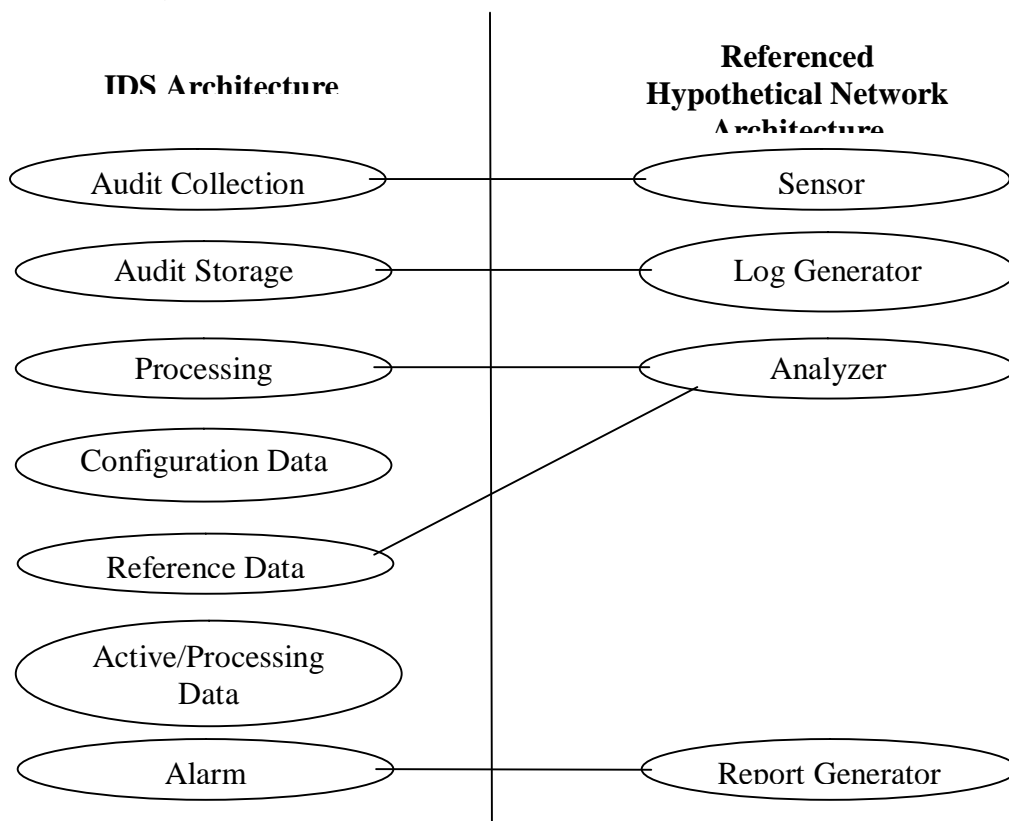 IDS Architecture
Referenced
Hypothetical Network
Architecture
Audit Collection
Sensor
Audit Storage
Log Generator
Processing
Analyzer
Configuration Data
Reference Data
Active/Processing
Data
Alarm
Report Generator